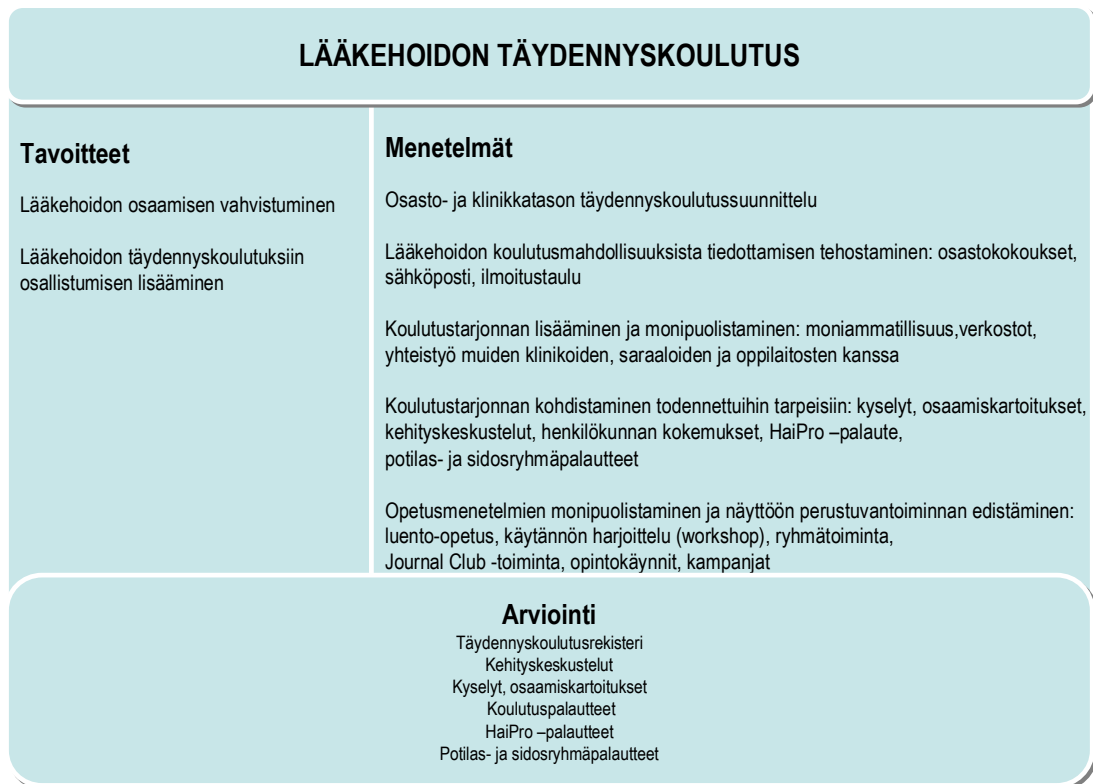 LÄÄKEHOIDON TÄYDENNYSKOULUTUS
Tavoitteet
Lääkehoidon osaamisen vahvistuminen
Lääkehoidon täydennyskoulutuksiin
osallistumisen lisääminen
Menetelmät
Osasto- ja klinikkatason täydennyskoulutussuunnittelu
Lääkehoidon koulutusmahdollisuuksista tiedottamisen tehostaminen: osastokokoukset,
sähköposti, ilmoitustaulu
Koulutustarjonnan lisääminen ja monipuolistaminen: moniammatillisuus,verkostot,
yhteistyö muiden klinikoiden, saraaloiden ja oppilaitosten kanssa
Koulutustarjonnan kohdistaminen todennettuihin tarpeisiin: kyselyt, osaamiskartoitukset,
kehityskeskustelut, henkilökunnan kokemukset, HaiPro –palaute,
potilas- ja sidosryhmäpalautteet
Opetusmenetelmien monipuolistaminen ja näyttöön perustuvantoiminnan edistäminen:
luento-opetus, käytännön harjoittelu (workshop), ryhmätoiminta,
Journal Club -toiminta, opintokäynnit, kampanjat
Arviointi
Täydennyskoulutusrekisteri
Kehityskeskustelut
Kyselyt, osaamiskartoitukset
Koulutuspalautteet
HaiPro –palautteet
Potilas- ja sidosryhmäpalautteet